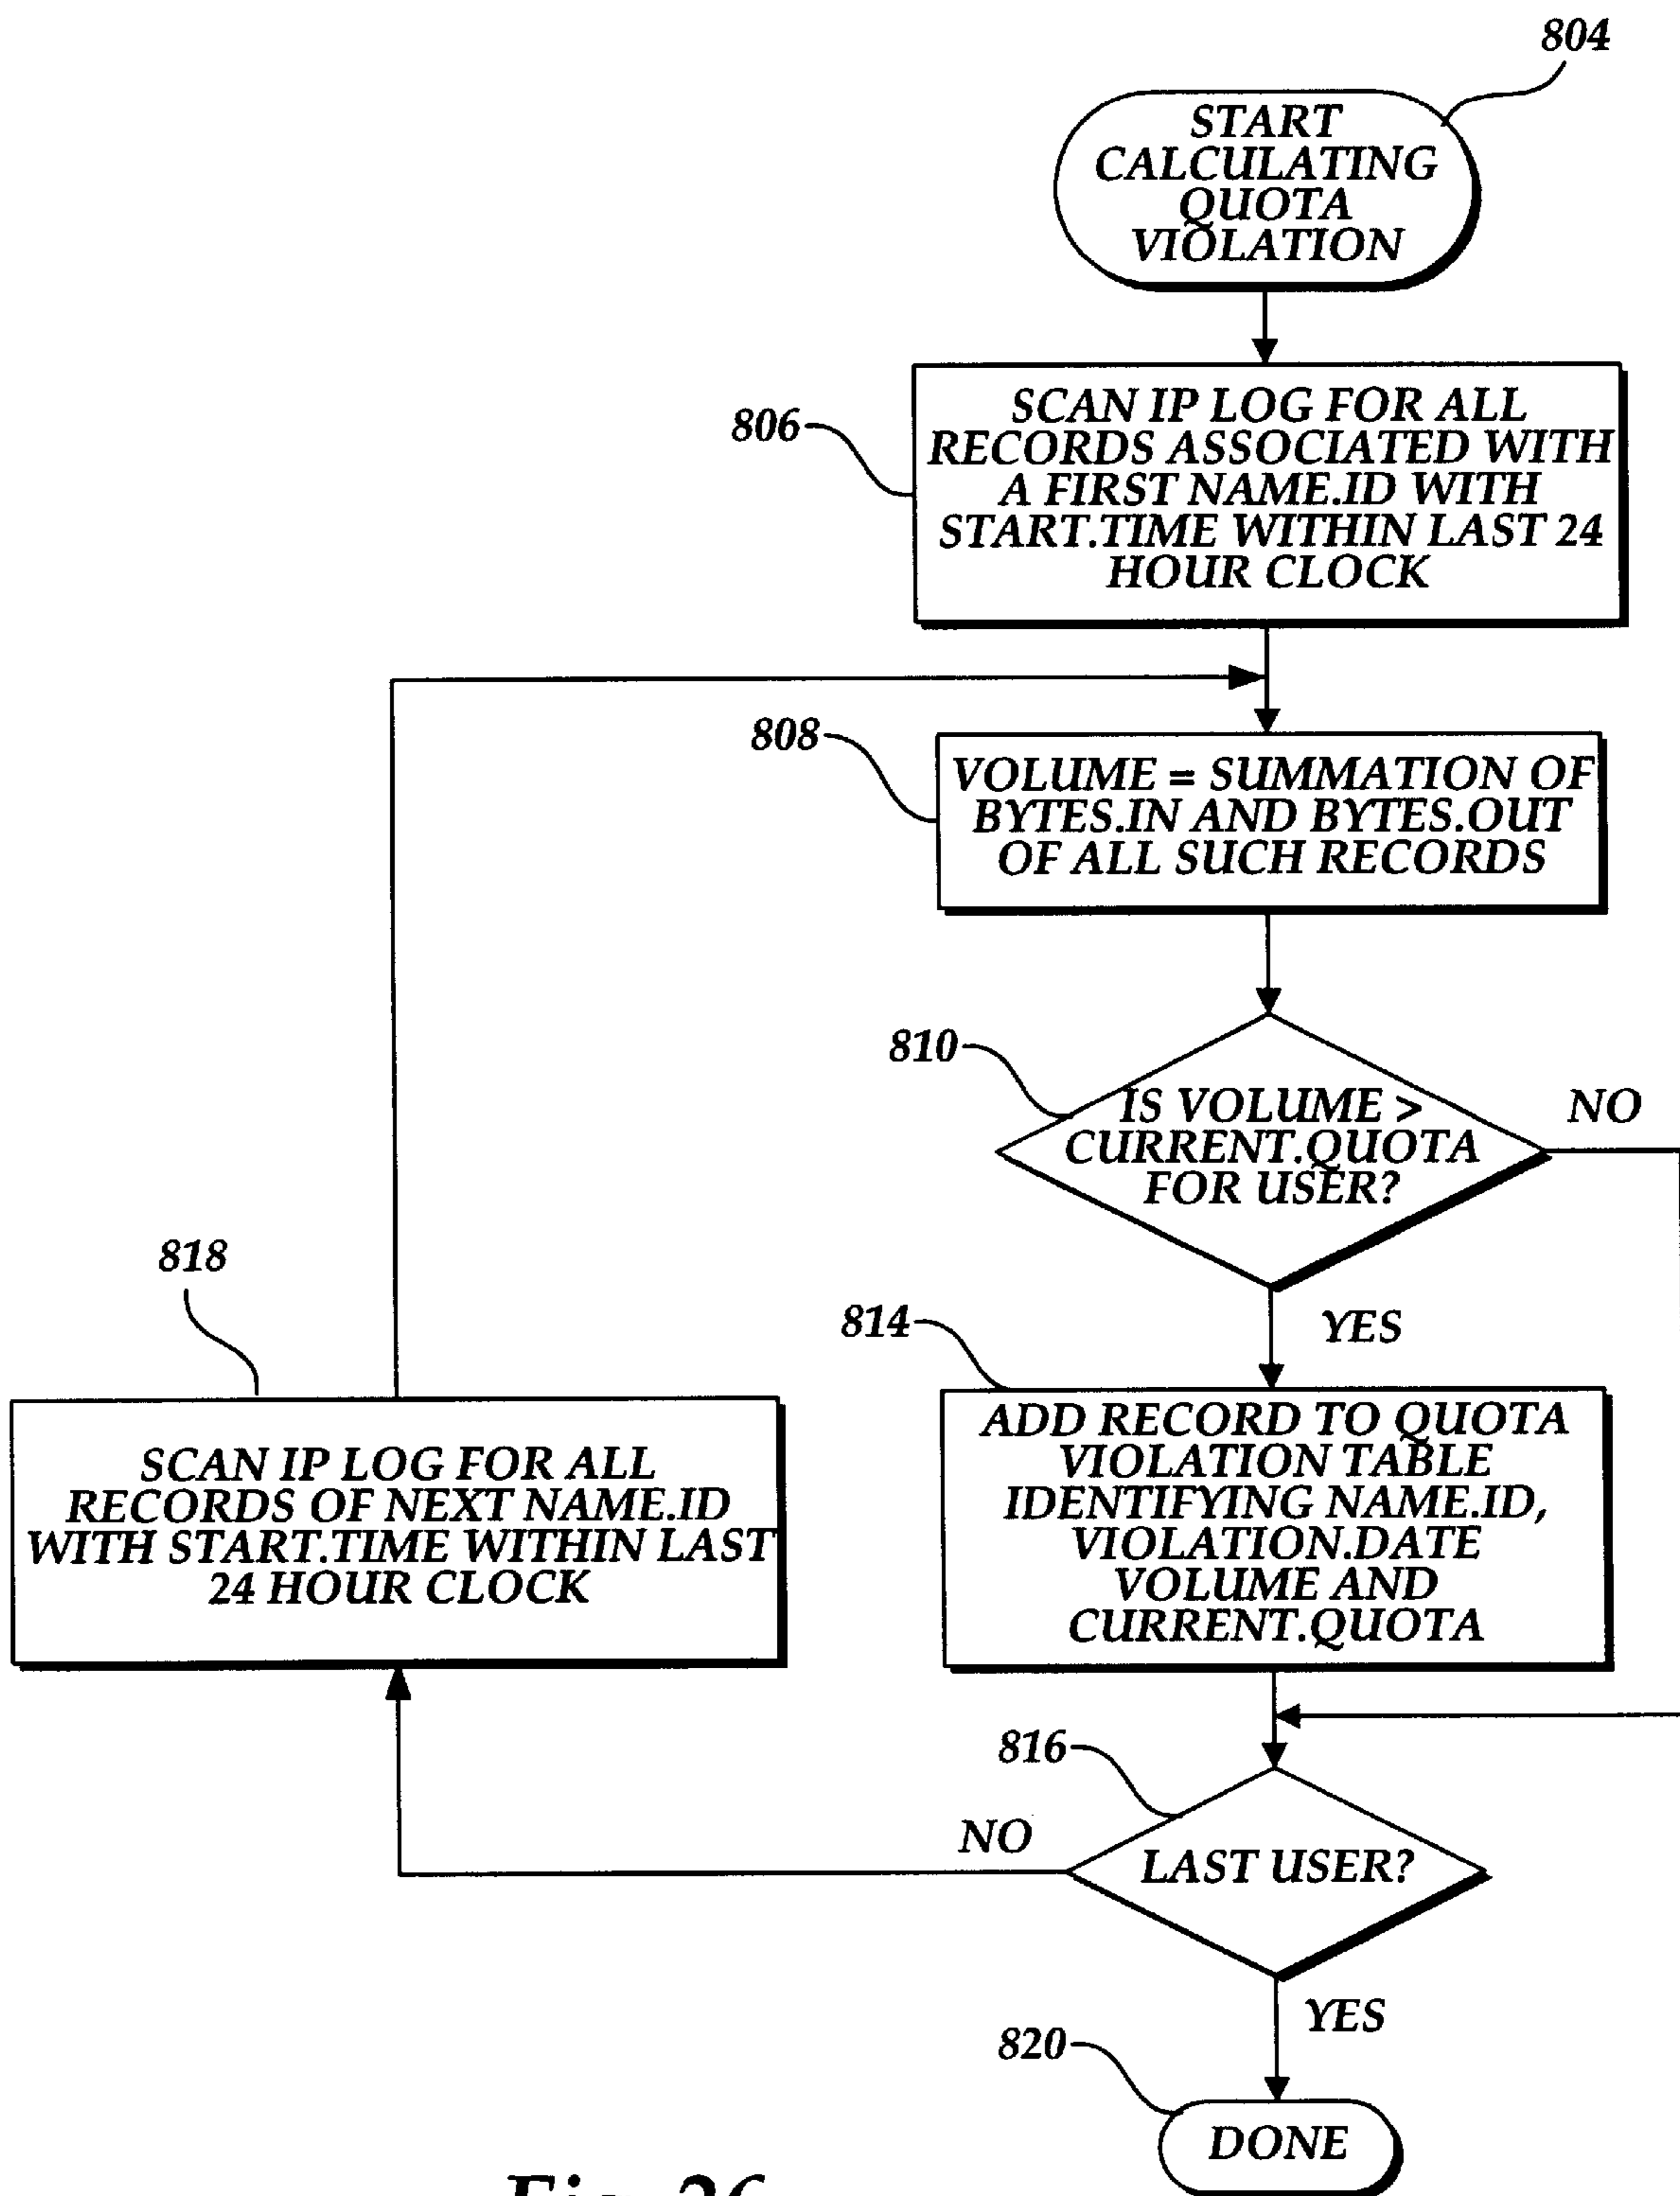 804
START
CALCULATING
QUOTA
VIOLATION
806
SCAN IP LOG FOR ALL
RECORDS ASSOCIATED WITH
A FIRST NAME.ID WITH
START.TIME WITHIN LAST 24
HOUR CLOCK
808
VOLUME = SUMMATION OF
BYTES.IN AND BYTES.OUT
OF ALL SUCH RECORDS
810
IS VOLUME >
CURRENT.QUOTA
FOR USER?
NO
YES
814
ADD RECORD TO QUOTA
VIOLATION TABLE
IDENTIFYING NAME.ID,
VIOLATION.DATE
VOLUME AND
CURRENT.QUOTA
818
SCAN IP LOG FOR ALL
RECORDS OF NEXT NAME.ID
WITH START.TIME WITHIN LAST
24 HOUR CLOCK
816
LAST USER?
NO
YES
820
DONE